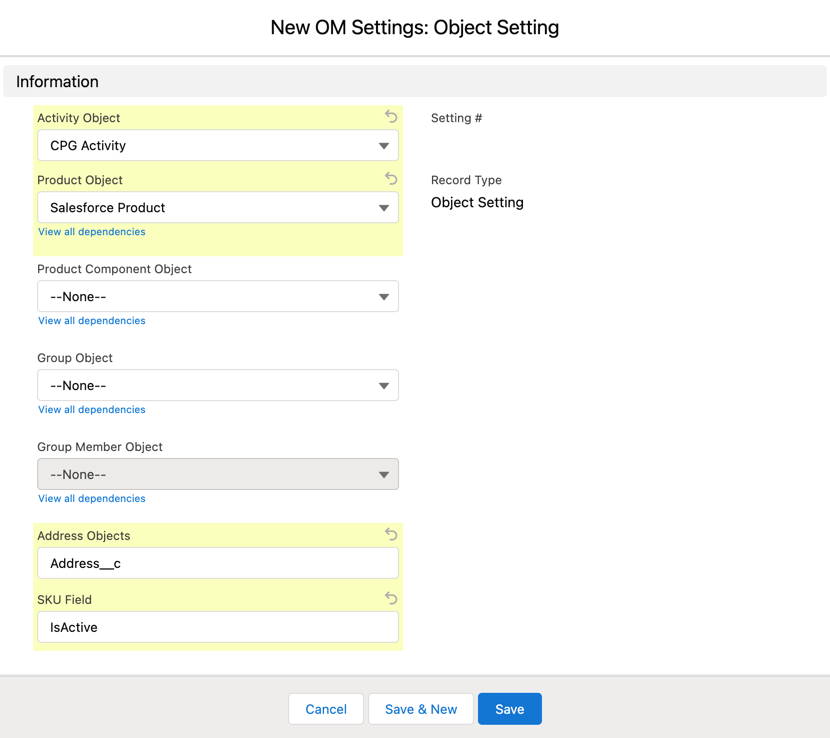 New OM Settings: Object Setting
Information
Activity Object
CPG Activity
Setting #
Product Object
Salesforce Product
View all dependencies
Record Type
Object Setting
Product Component Object
--None--
View all dependencies
Group Object
--None--
View all dependencies
Group Member Object
--None--
View all dependencies
Address Objects
Address__c
SKU Field
IsActive
Cancel
Save & New
Save